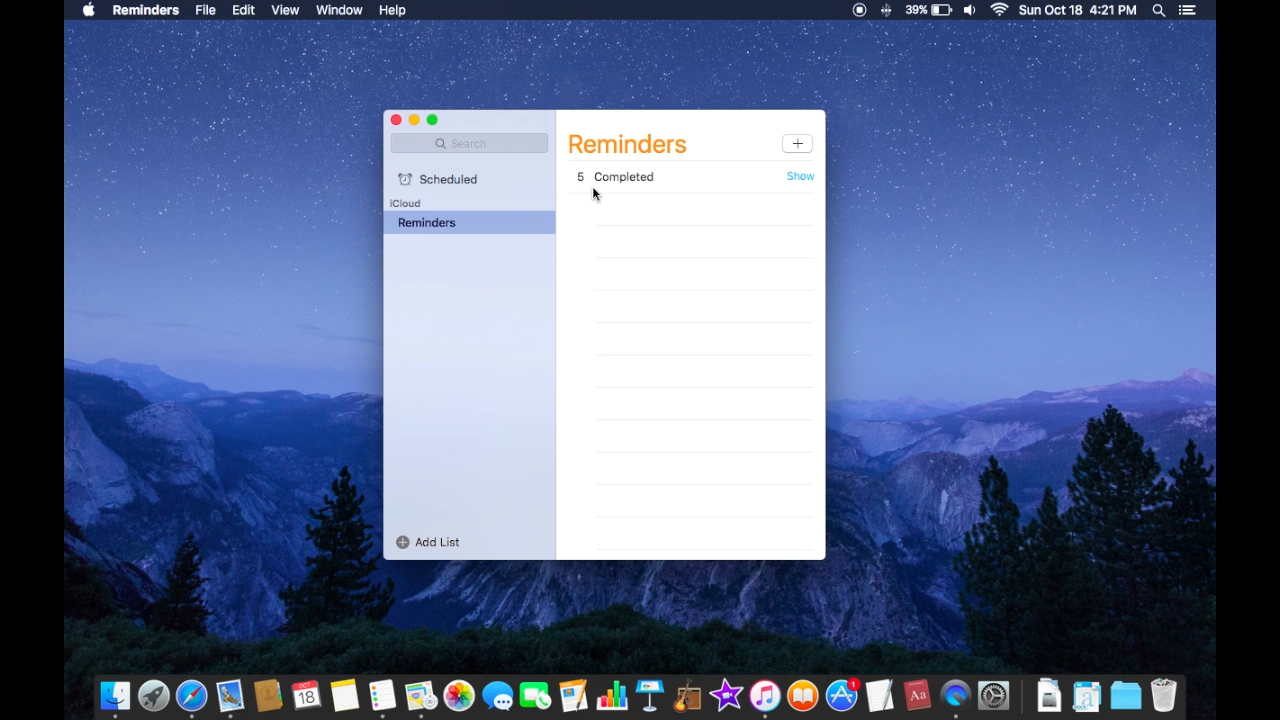 Reminders File Edit View Window Help 39% Sun Oct 18 4:21 PM
Search
Reminders
Scheduled
5 Completed Show
iCloud
Reminders
Add List
OCT
18
Aa
1